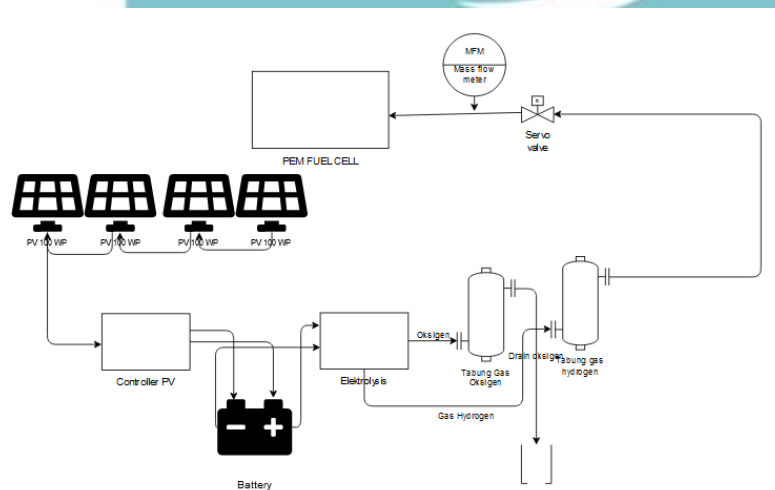 MFM
Mass flow
meter
Servo
valve
PEM FUEL CELL
PV 100 WP
PV 100 WP
PV 100 WP
PV 100 WP
Controller PV
Elektrolysis
Oksigen
Tabung Gas
Oksigen
Drain oksigen
Tabung gas
hydrogen
Gas Hydrogen
Battery